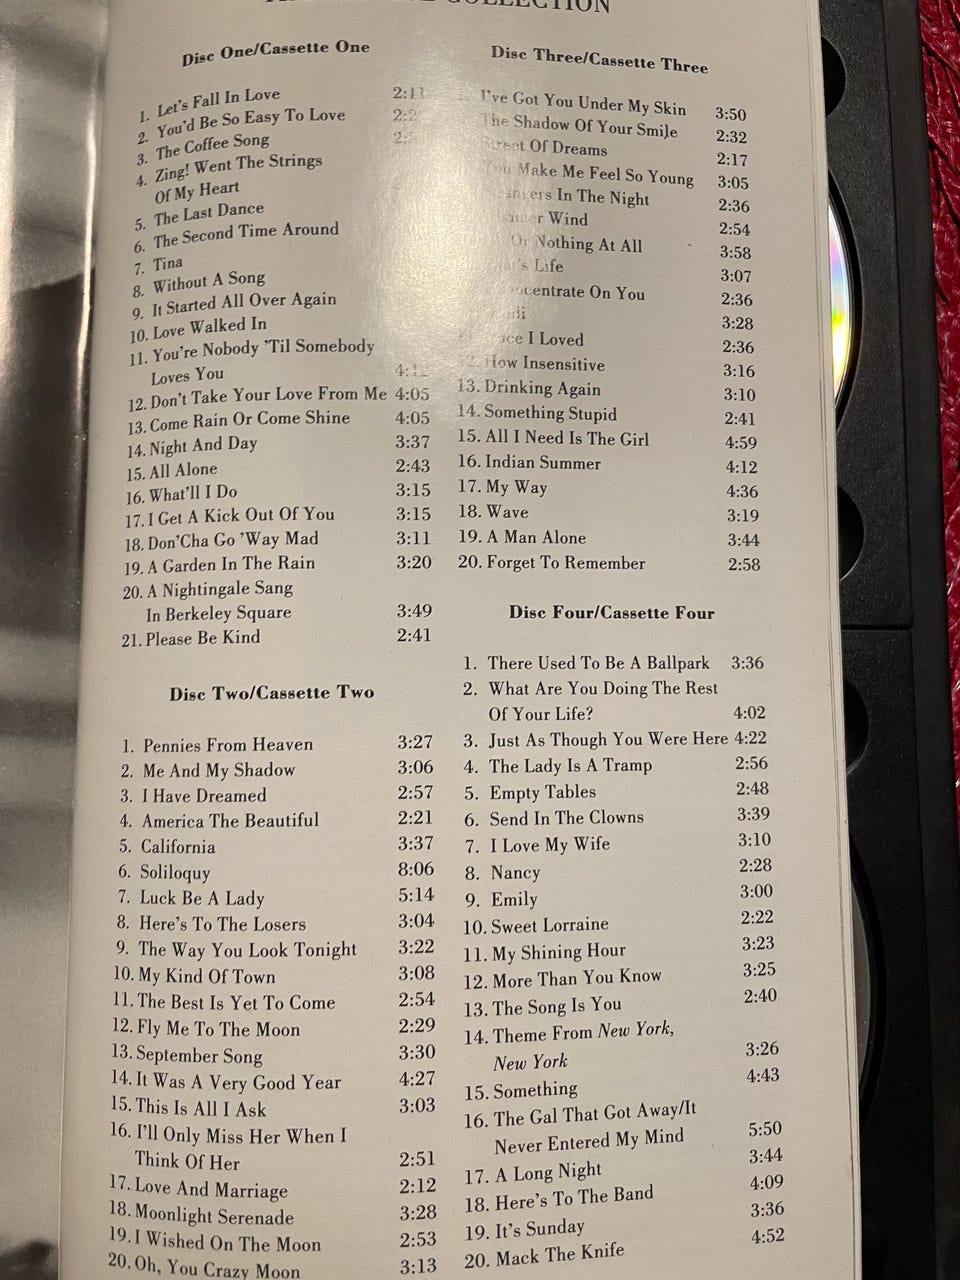 COLLECTION
Disc One/Cassette One
1. Let's Fall In Love 2:11
2. You'd Be So Easy To Love
3. The Coffee Song
4. Zing! Went The Strings
Of My Heart
5. The Last Dance
6. The Second Time Around
7. Tina
8. Without A Song
9. It Started All Over Again
10. Love Walked In
11. You're Nobody 'Til Somebody
Loves You
12. Don't Take Your Love From Me 4:05
13. Come Rain Or Come Shine 4:05
14. Night And Day 3:37
15. All Alone 2:43
16. What'll I Do 3:15
17. I Get A Kick Out Of You 3:15
18. Don'Cha Go 'Way Mad 3:11
19. A Garden In The Rain 3:20
20. A Nightingale Sang
In Berkeley Square 3:49
21. Please Be Kind 2:41
Disc Two/Cassette Two
1. Pennies From Heaven 3:27
2. Me And My Shadow 3:06
3. I Have Dreamed 2:57
4. America The Beautiful 2:21
5. California 3:37
6. Soliloquy 8:06
7. Luck Be A Lady 5:14
8. Here's To The Losers 3:04
9. The Way You Look Tonight 3:22
10. My Kind Of Town 3:08
11. The Best Is Yet To Come 2:54
12. Fly Me To The Moon 2:29
13. September Song 3:30
14. It Was A Very Good Year 4:27
15. This Is All I Ask 3:03
16. I'll Only Miss Her When I
Think Of Her 2:51
17. Love And Marriage 2:12
18. Moonlight Serenade 3:28
19. I Wished On The Moon 2:53
20. Oh, You Crazy Moon 3:13
Disc Three/Cassette Three
I've Got You Under My Skin 3:50
The Shadow Of Your Smile 2:32
Street Of Dreams 2:17
You Make Me Feel So Young 3:05
In The Night 2:36
Wind 2:54
Or Nothing At All 3:58
Life 3:07
Concentrate On You 2:36
3:28
I Loved 2:36
12. How Insensitive 3:16
13. Drinking Again 3:10
14. Something Stupid 2:41
15. All I Need Is The Girl 4:59
16. Indian Summer 4:12
17. My Way 4:36
18. Wave 3:19
19. A Man Alone 3:44
20. Forget To Remember 2:58
Disc Four/Cassette Four
1. There Used To Be A Ballpark 3:36
2. What Are You Doing The Rest
Of Your Life? 4:02
3. Just As Though You Were Here 4:22
4. The Lady Is A Tramp 2:56
5. Empty Tables 2:48
6. Send In The Clowns 3:39
7. I Love My Wife 3:10
8. Nancy 2:28
9. Emily 3:00
10. Sweet Lorraine 2:22
11. My Shining Hour 3:23
12. More Than You Know 3:25
13. The Song Is You 2:40
14. Theme From New York,
New York 3:26
15. Something 4:43
16. The Gal That Got Away/It
Never Entered My Mind 5:50
17. A Long Night 3:44
18. Here's To The Band 4:09
19. It's Sunday 3:36
20. Mack The Knife 4:52